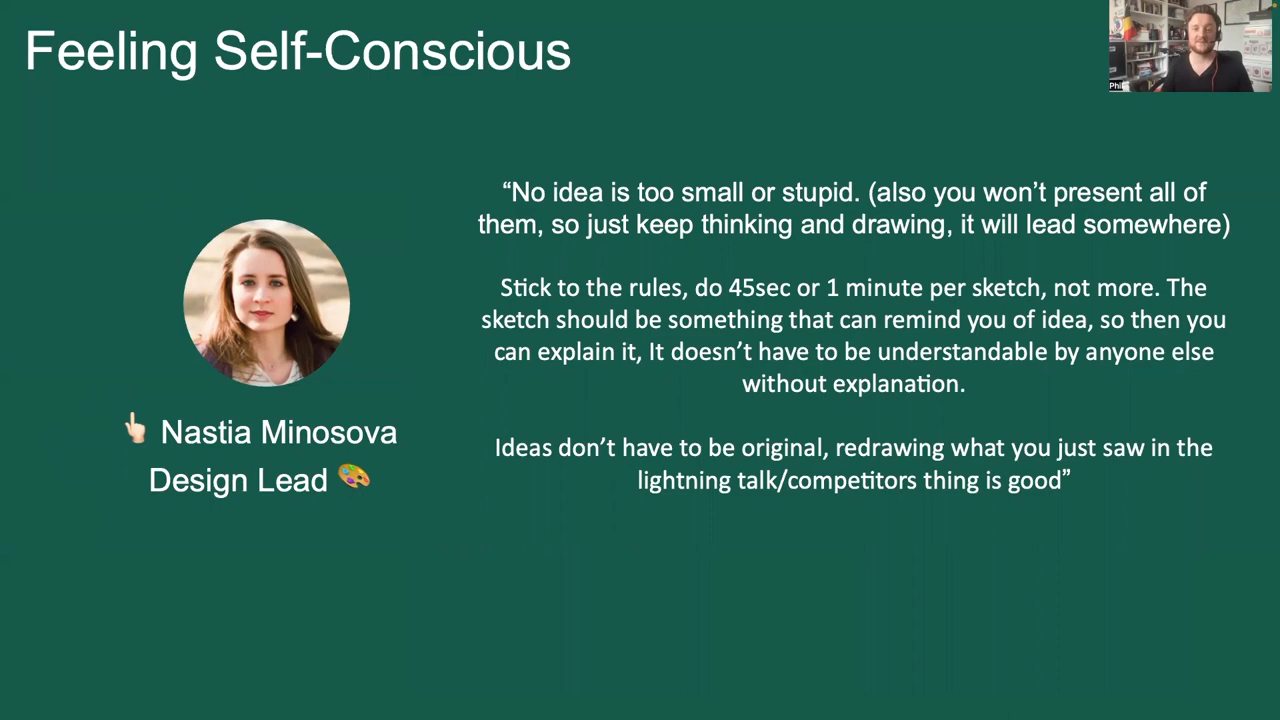 Feeling Self-Conscious
Phil
“No idea is too small or stupid. (also you won’t present all of
them, so just keep thinking and drawing, it will lead somewhere)
Stick to the rules, do 45sec or 1 minute per sketch, not more. The
sketch should be something that can remind you of idea, so then you
can explain it, It doesn’t have to be understandable by anyone else
without explanation.
Ideas don’t have to be original, redrawing what you just saw in the
lightning talk/competitors thing is good”
👆🏻 Nastia Minosova
Design Lead 🎨